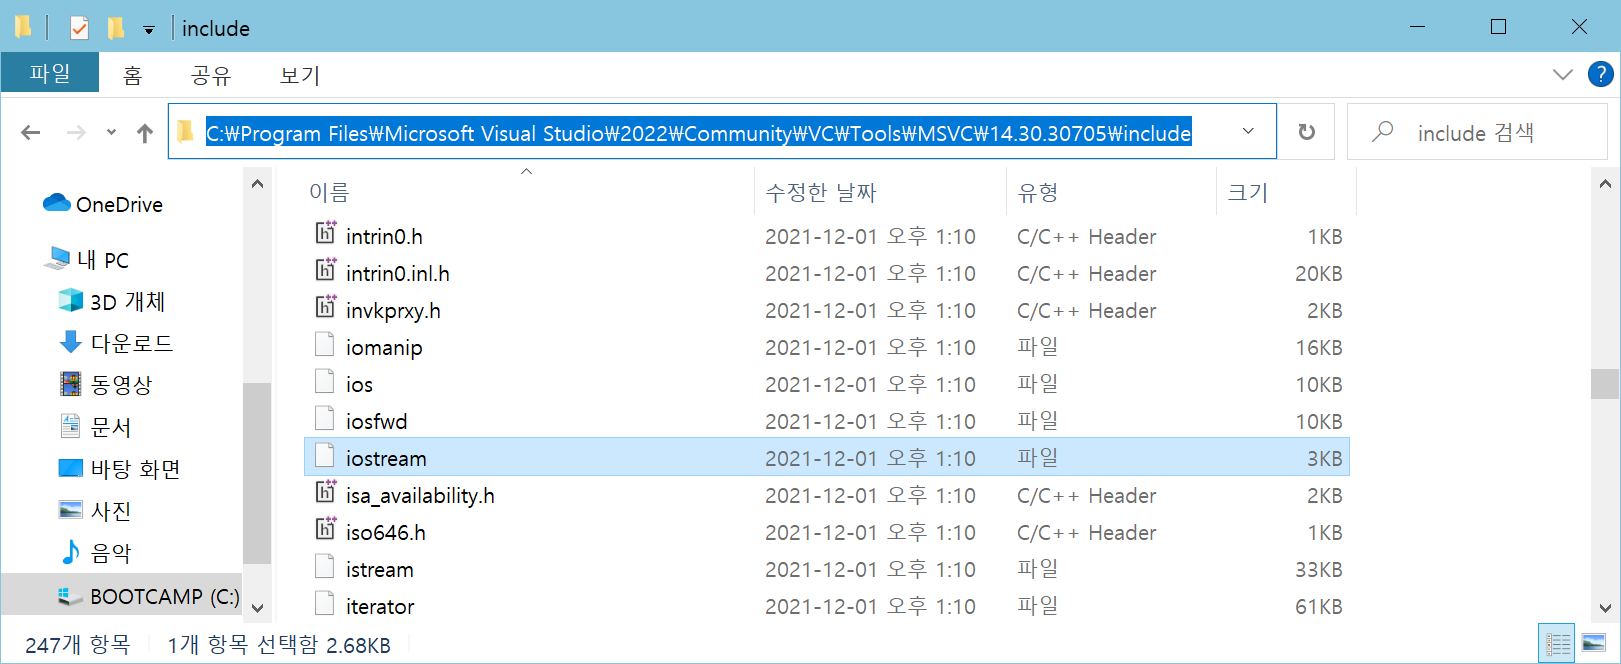 include
파일 홈 공유 보기
?
C:₩Program Files₩Microsoft Visual Studio₩2022₩Community₩VC₩Tools₩MSVC₩14.30.30705₩include
include 검색
OneDrive
내 PC
3D 개체
다운로드
동영상
문서
바탕 화면
사진
음악
BOOTCAMP (C:)
이름 수정한 날짜 유형 크기
intrin0.h 2021-12-01 오후 1:10 C/C++ Header 1KB
intrin0.inl.h 2021-12-01 오후 1:10 C/C++ Header 20KB
invkprxy.h 2021-12-01 오후 1:10 C/C++ Header 2KB
iomanip 2021-12-01 오후 1:10 파일 16KB
ios 2021-12-01 오후 1:10 파일 10KB
iosfwd 2021-12-01 오후 1:10 파일 10KB
iostream 2021-12-01 오후 1:10 파일 3KB
isa_availability.h 2021-12-01 오후 1:10 C/C++ Header 2KB
iso646.h 2021-12-01 오후 1:10 C/C++ Header 1KB
istream 2021-12-01 오후 1:10 파일 33KB
iterator 2021-12-01 오후 1:10 파일 61KB
247개 항목 1개 항목 선택함 2.68KB